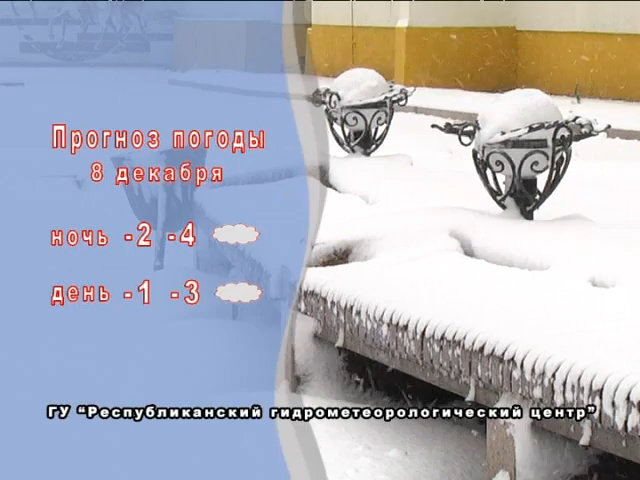 Прогноз погоды
8 декабря
ночь -2 -4
день -1 -3
ГУ “Республиканский гидрометеорологический центр”